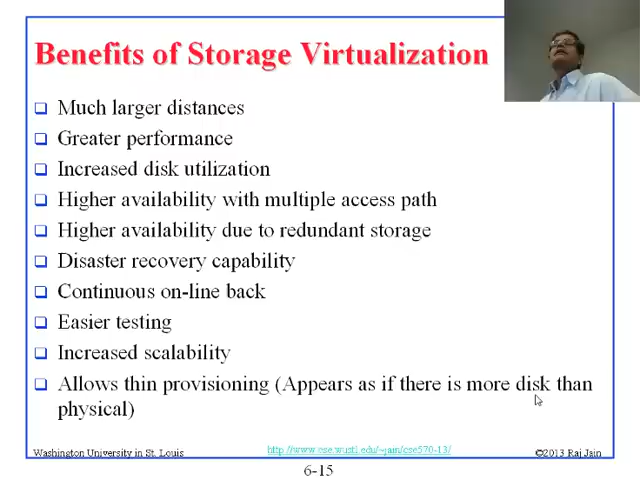 Benefits of Storage Virtualization
Much larger distances
Greater performance
Increased disk utilization
Higher availability with multiple access path
Higher availability due to redundant storage
Disaster recovery capability
Continuous on-line back
Easier testing
Increased scalability
Allows thin provisioning (Appears as if there is more disk than
physical)
Washington University in St. Louis
http://www.cse.wustl.edu/~jain/cse570-13/
©2013 Raj Jain
6-15